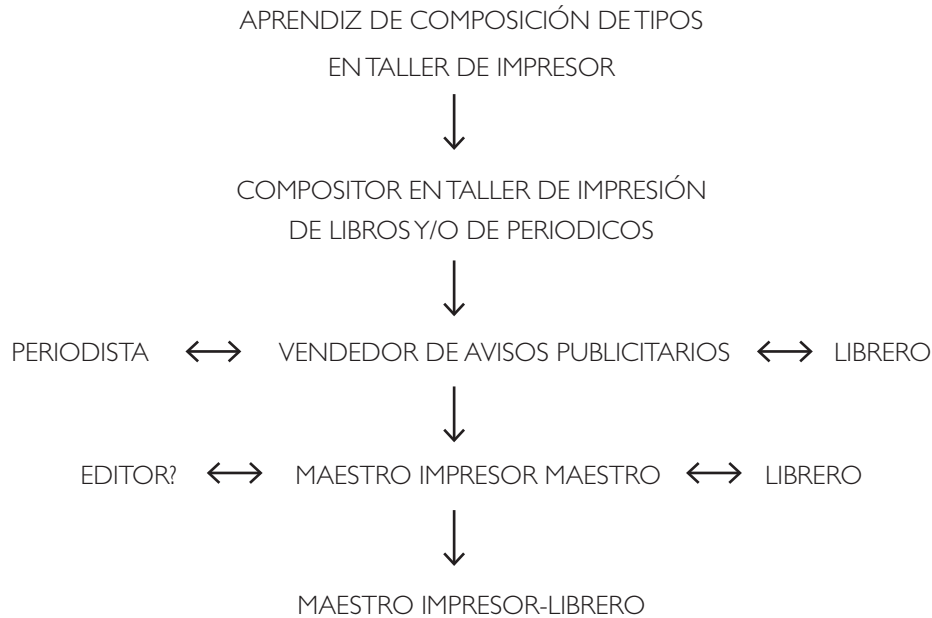 APRENDIZ DE COMPOSICIÓN DE TIPOS
EN TALLER DE IMPRESOR
COMPOSITOR EN TALLER DE IMPRESIÓN
DE LIBROS Y/O DE PERIODICOS
PERIODISTA VENDEDOR DE AVISOS PUBLICITARIOS LIBRERO
EDITOR? MAESTRO IMPRESOR MAESTRO LIBRERO
MAESTRO IMPRESOR-LIBRERO